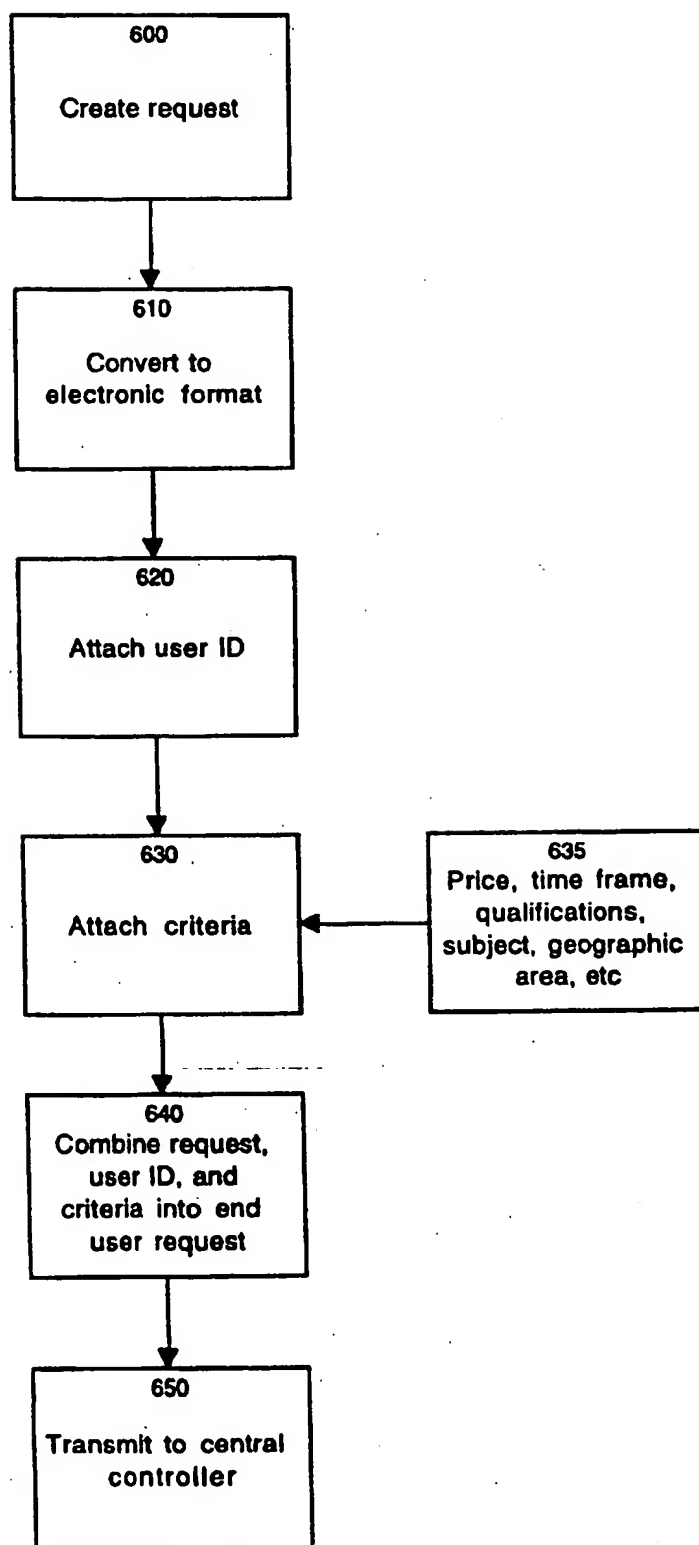 600
Create request
610
Convert to
electronic format
620
Attach user ID
630
Attach criteria
635
Price, time frame,
qualifications,
subject, geographic
area, etc
640
Combine request,
user ID, and
criteria into end
user request
650
Transmit to central
controller